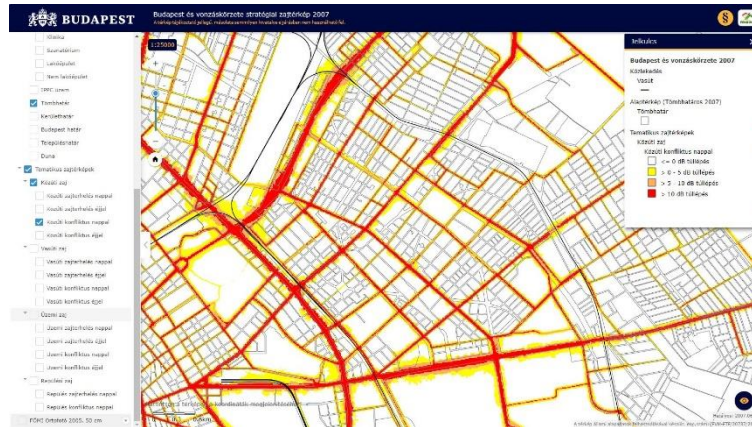 BUDAPEST
Budapest és vonzáskörzete stratégiai zajtérkép 2007
§
Klinika
Szanatórium
Lakóépület
Nem lakóépület
IPPC üzem
Tömbhatár
Kerülethatár
Budapest határ
Településhatár
Duna
Tematikus zajtérképek
Közúti zaj
Közúti zajterhelés nappal
Közúti zajterhelés éjjel
Közúti konfliktus nappal
Közúti konfliktus éjjel
Vasúti zaj
Vasúti zajterhelés nappal
Vasúti zajterhelés éjjel
Vasúti konfliktus nappal
Vasúti konfliktus éjjel
Üzemi zaj
Üzemi zajterhelés nappal
Üzemi zajterhelés éjjel
Üzemi konfliktus nappal
Üzemi konfliktus éjjel
Repülési zaj
Repülés zajterhelés nappal
Repülés konfliktus nappal
FÖMI Ortofotó 2005, 50 cm
1:25000
+
Jelkulcs
Budapest és vonzáskörzete 2007
Közlekedés
Vasút
Alaptérkép (Tömbhatáros 2007)
Tömbhatár
Tematikus zajtérképek
Közúti zaj
Közúti konfliktus nappal
<= 0 dB túllépés
> 0 - 5 dB túllépés
> 5 - 10 dB túllépés
> 10 dB túllépés